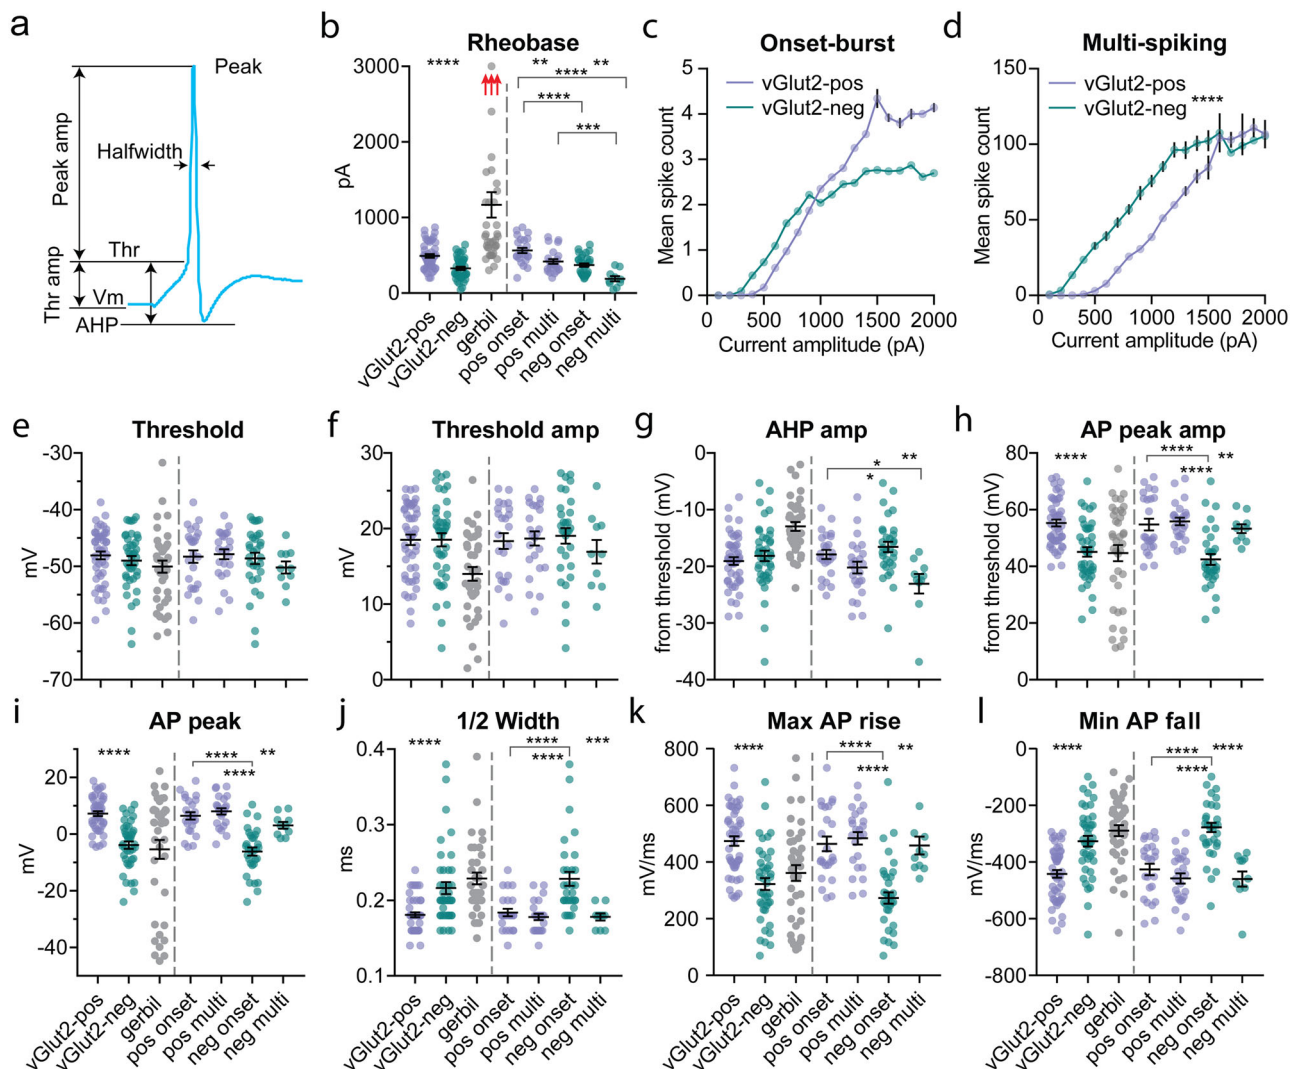 a
Peak
Peak amp
Halfwidth
Thr
Thr amp
Vm
AHP
b
Rheobase
3000
2000
1000
0
pA
****
**
****
**
****
***
vGlut2-pos
vGlut2-neg
gerbil
pos onset
pos multi
neg onset
neg multi
c
Onset-burst
vGlut2-pos
vGlut2-neg
Mean spike count
5
4
3
2
1
0
0
500
1000
1500
2000
Current amplitude (pA)
d
Multi-spiking
vGlut2-pos
vGlut2-neg
****
Mean spike count
150
100
50
0
0
500
1000
1500
2000
Current amplitude (pA)
e
Threshold
mV
-30
-40
-50
-60
-70
f
Threshold amp
mV
30
20
10
0
g
AHP amp
from threshold (mV)
0
-10
-20
-30
-40
*
**
*
h
AP peak amp
from threshold (mV)
80
60
40
20
0
****
****
****
**
i
AP peak
mV
20
0
-20
-40
****
****
****
**
vGlut2-pos
vGlut2-neg
gerbil
pos onset
pos multi
neg onset
neg multi
j
1/2 Width
ms
0.4
0.3
0.2
0.1
****
****
****
***
vGlut2-pos
vGlut2-neg
gerbil
pos onset
pos multi
neg onset
neg multi
k
Max AP rise
mV/ms
800
600
400
200
0
****
****
****
**
vGlut2-pos
vGlut2-neg
gerbil
pos onset
pos multi
neg onset
neg multi
l
Min AP fall
mV/ms
0
-200
-400
-600
-800
****
****
****
****
vGlut2-pos
vGlut2-neg
gerbil
pos onset
pos multi
neg onset
neg multi